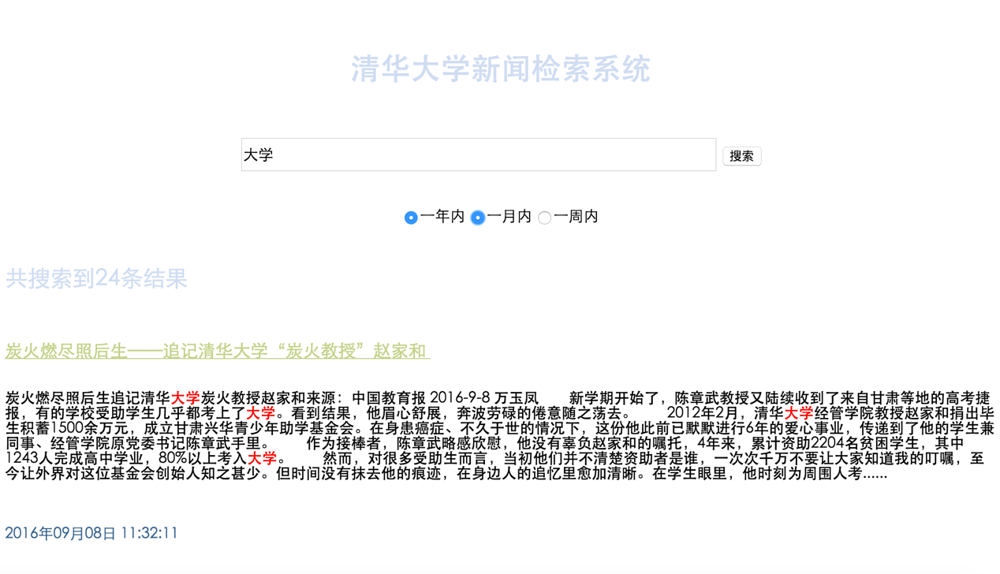 清华大学新闻检索系统
大学 搜索
一年内 一月内 一周内
共搜索到24条结果
炭火燃尽照后生——追记清华大学“炭火教授”赵家和
炭火燃尽照后生追记清华大学炭火教授赵家和来源：中国教育报 2016-9-8 万玉凤 新学期开始了，陈章武教授又陆续收到了来自甘肃等地的高考捷
报，有的学校受助学生几乎都考上了大学。看到结果，他眉心舒展，奔波劳碌的倦意随之荡去。 2012年2月，清华大学经管学院教授赵家和捐出毕
生积蓄1500余万元，成立甘肃兴华青少年助学基金会。在身患癌症、不久于世的情况下，这份他此前已默默进行6年的爱心事业，传递到了他的学生兼
同事、经管学院原党委书记陈章武手里。 作为接棒者，陈章武略感欣慰，他没有辜负赵家和的嘱托，4年来，累计资助2204名贫困学生，其中
1243人完成高中学业，80%以上考入大学。 然而，对很多受助生而言，当初他们并不清楚资助者是谁，一次次千万不要让大家知道我的叮嘱，至
今让外界对这位基金会创始人知之甚少。但时间没有抹去他的痕迹，在身边人的追忆里愈加清晰。在学生眼里，他时刻为周围人考......
2016年09月08日 11:32:11